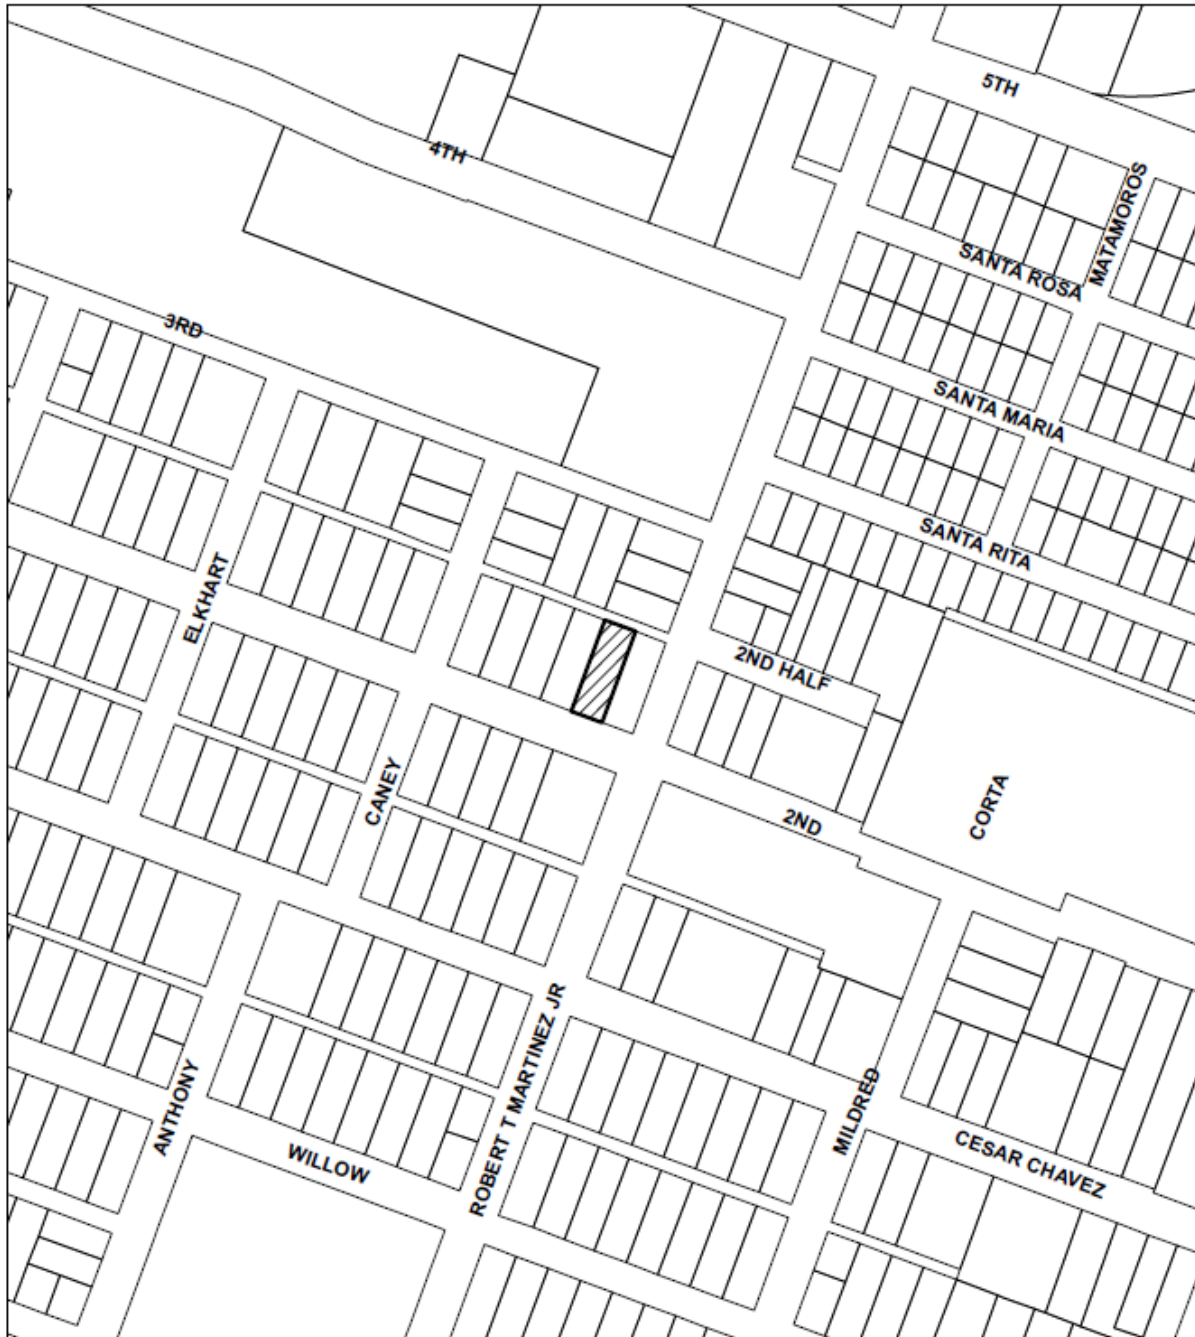 5TH
4TH
MATAMOROS
SANTA ROSA
3RD
SANTA MARIA
SANTA RITA
ELKHART
2ND HALF
CANEY
CORTA
2ND
ROBERT T MARTINEZ JR
ANTHONY
MILDRED
WILLOW
CESAR CHAVEZ